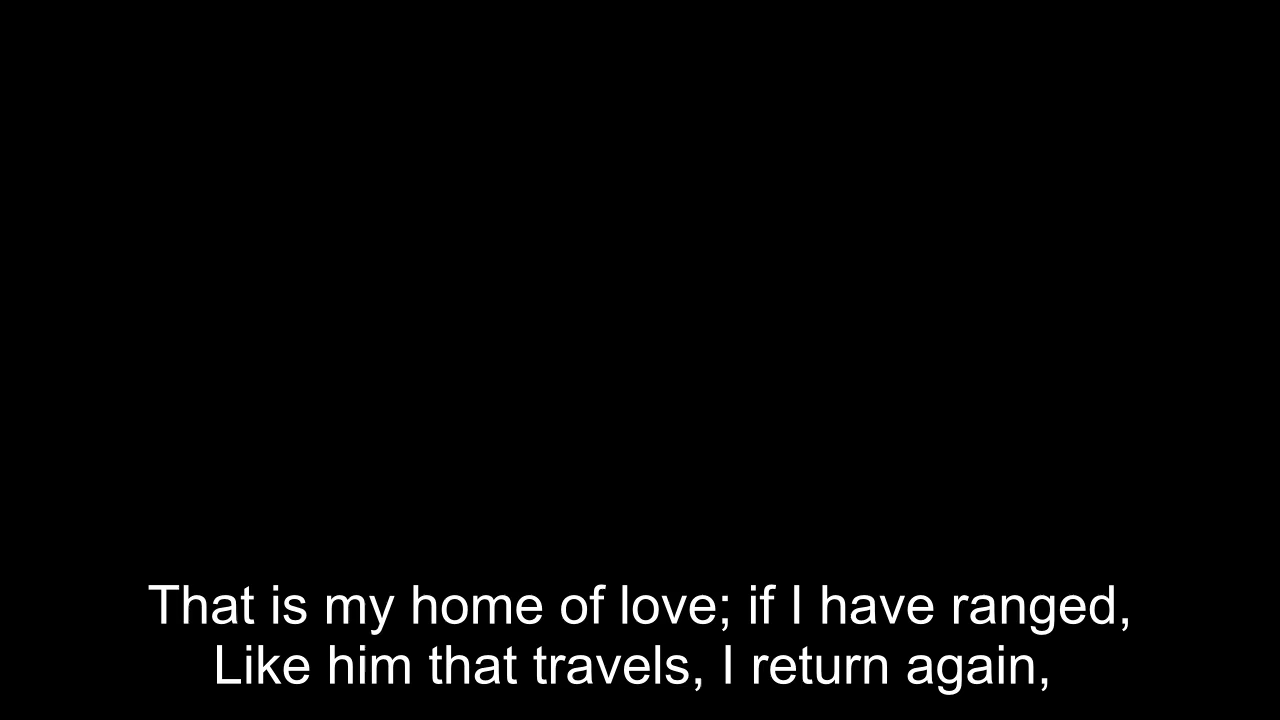 That is my home of love; if I have ranged,
Like him that travels, I return again,